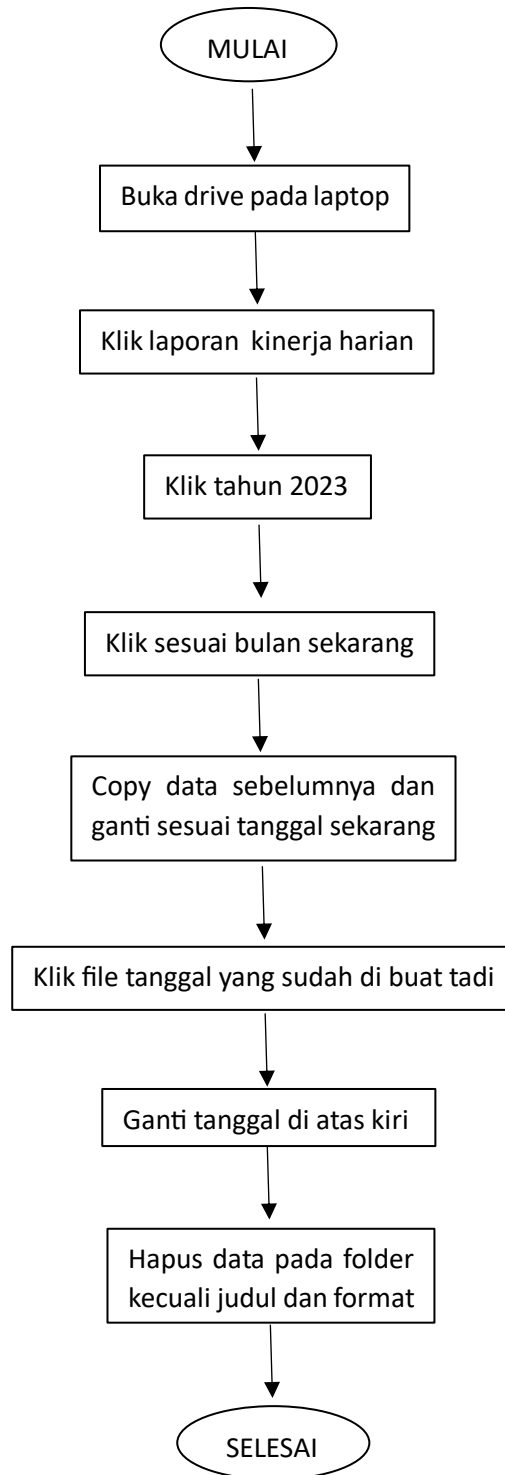 MULAI
Buka drive pada laptop
Klik laporan kinerja harian
Klik tahun 2023
Klik sesuai bulan sekarang
Copy data sebelumnya dan
ganti sesuai tanggal sekarang
Klik file tanggal yang sudah di buat tadi
Ganti tanggal di atas kiri
Hapus data pada folder
kecuali judul dan format
SELESAI